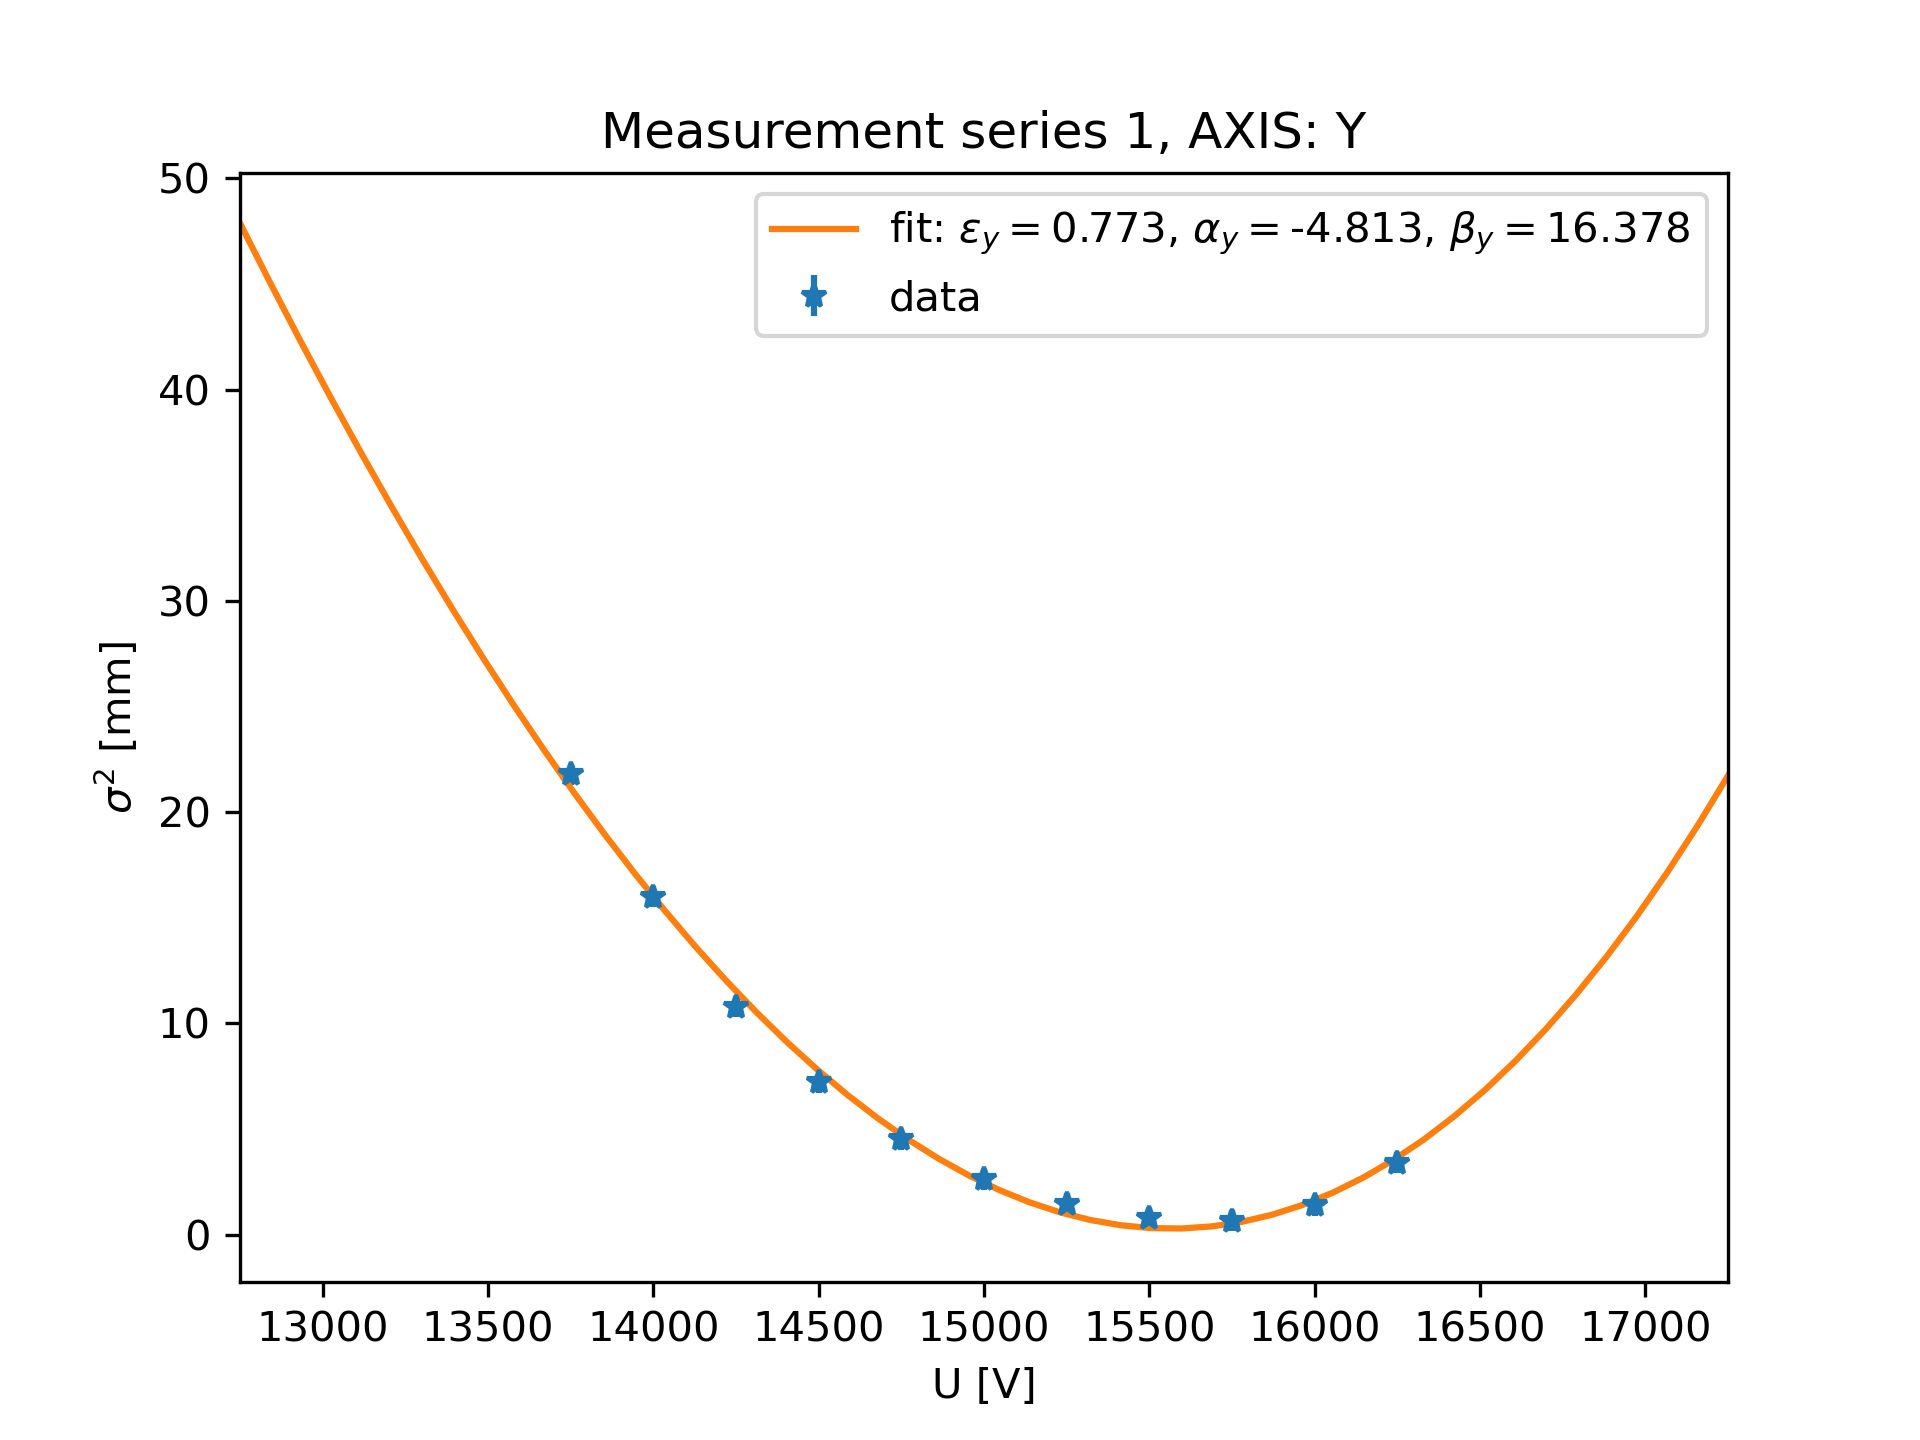 Measurement series 1, AXIS: Y
fit: εy = 0.773, αy = -4.813, βy = 16.378
data
50
40
30
20
10
0
σ² [mm]
13000 13500 14000 14500 15000 15500 16000 16500 17000
U [V]